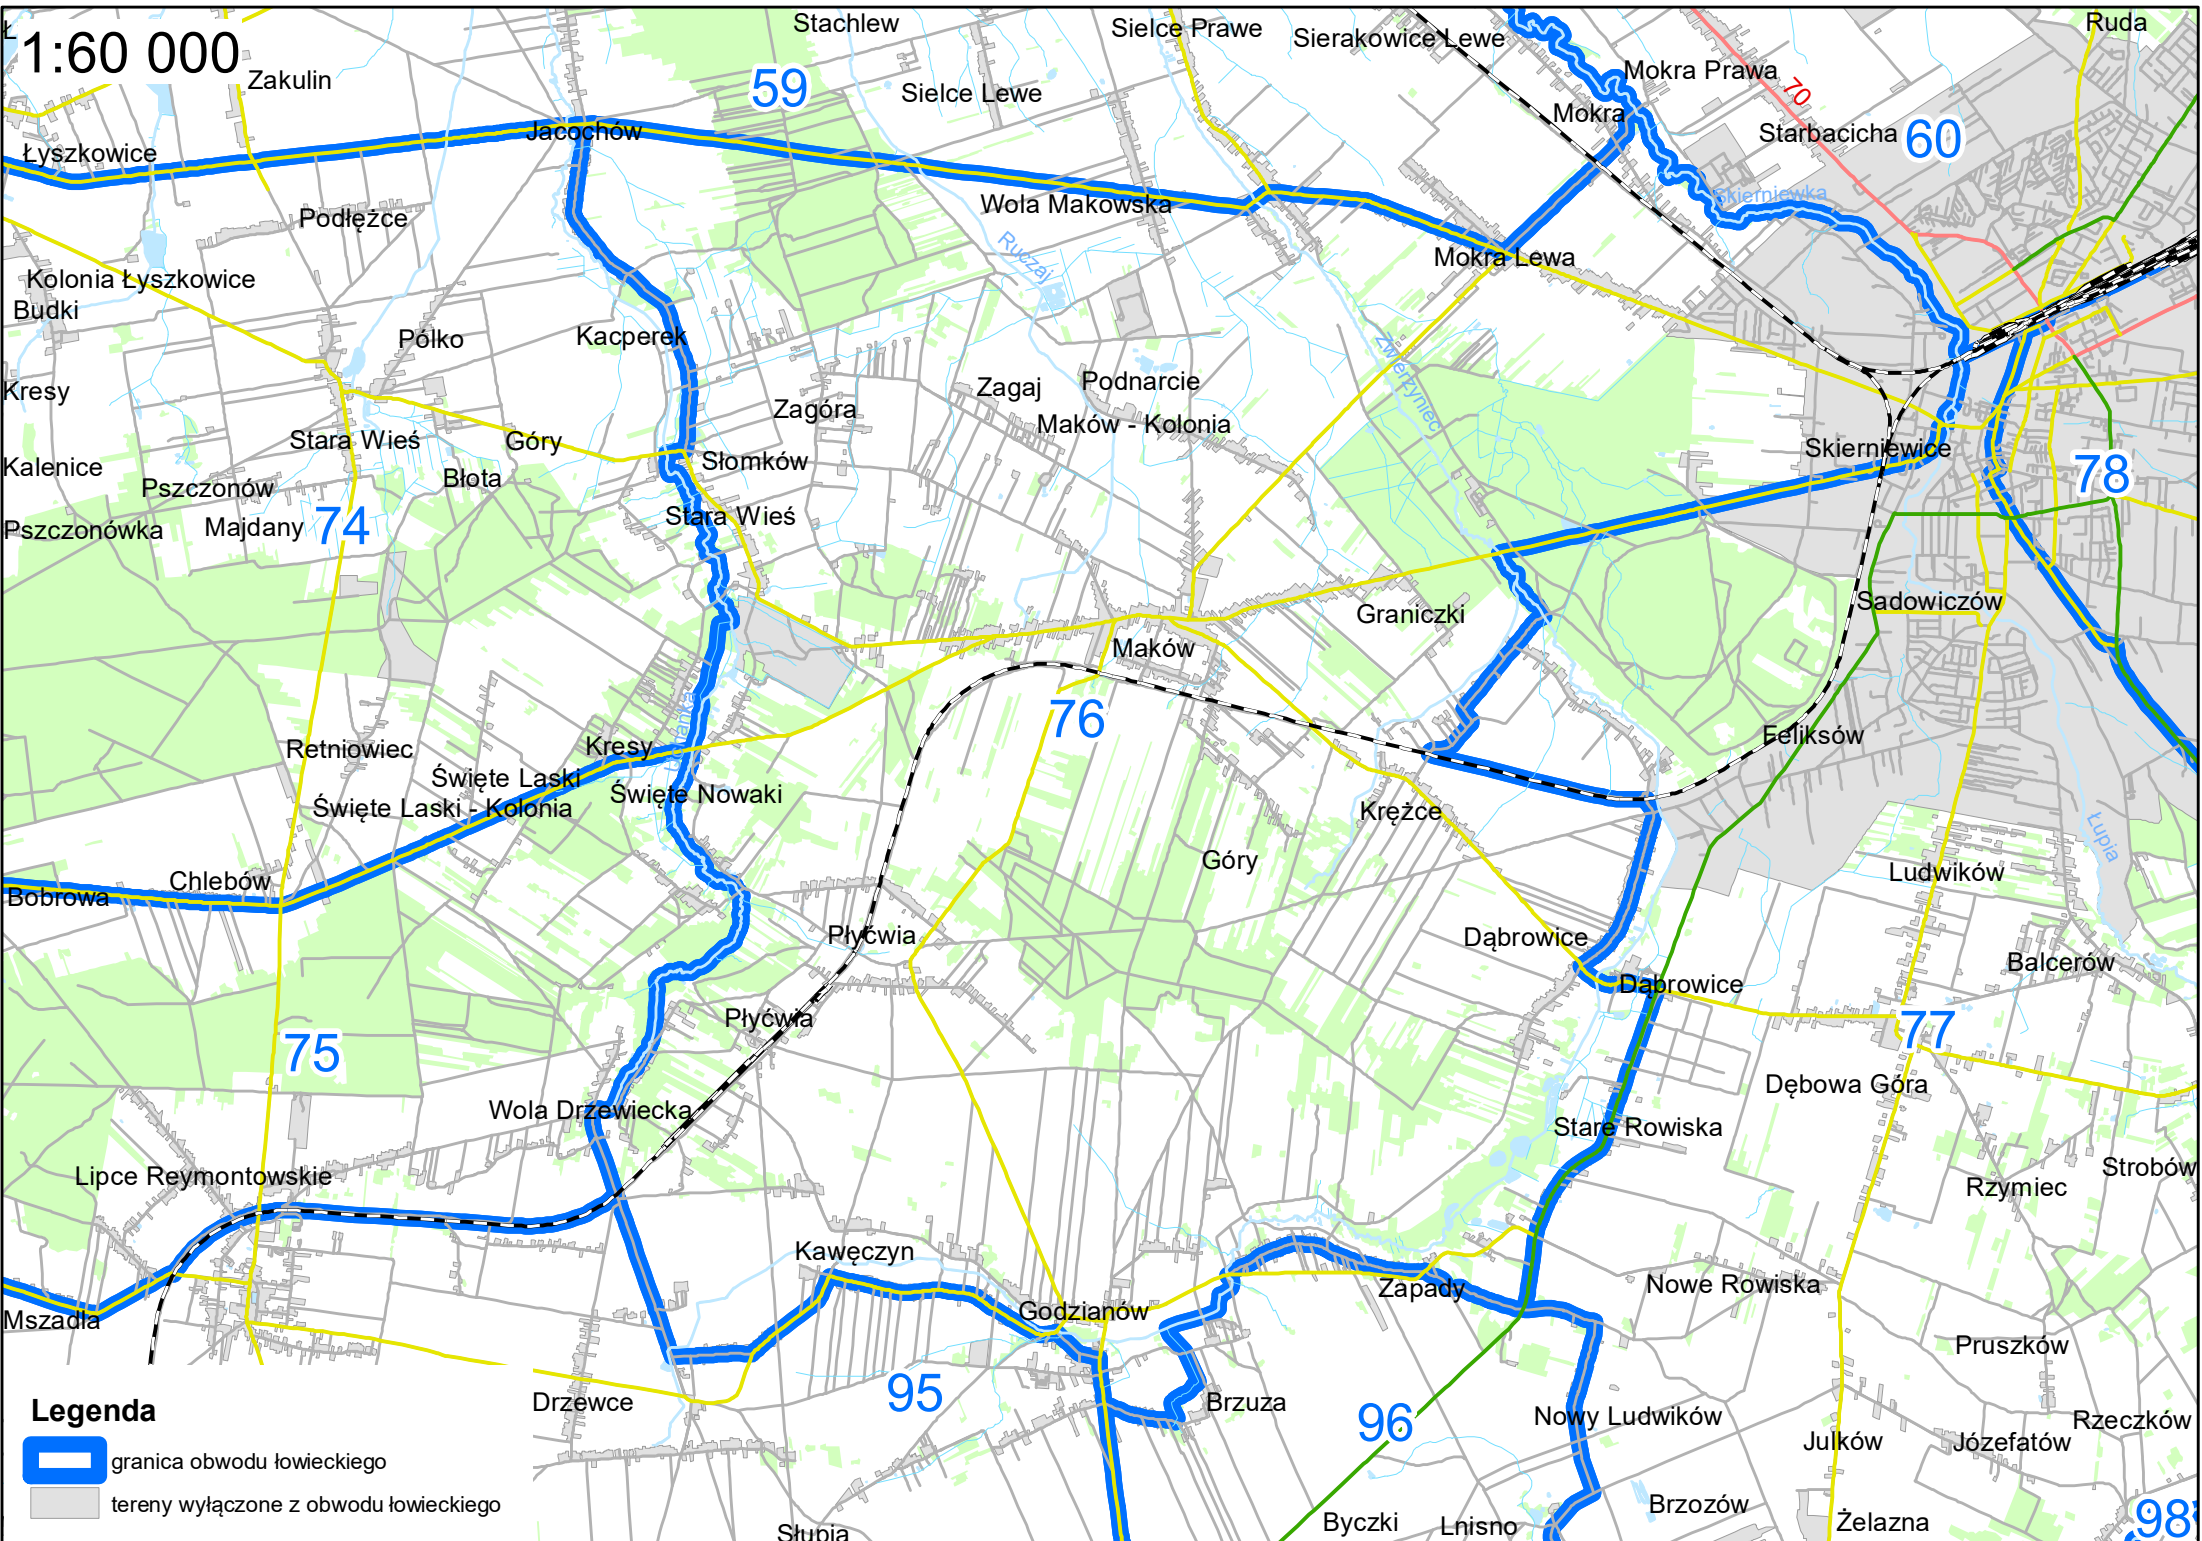 Ł
1:60 000
Stachlew
Sielce Prawe
Sierakowice Lewe
Ruda
Zakulin
59
Sielce Lewe
Mokra Prawa
70
Mokra
Starbacicha
60
Jacochów
Łyszkowice
Skierniewka
Podłężce
Wola Makowska
Ruczaj
Mokra Lewa
Kolonia Łyszkowice
Budki
Pólko
Kacperek
Zwierzyniec
Kresy
Zagaj
Podnarcie
Zagóra
Maków - Kolonia
Stara Wieś
Góry
Skierniewice
Kalenice
Słomków
Błota
78
Pszczonów
Stara Wieś
Pszczonówka
Majdany
74
Sadowiczów
Graniczki
Maków
76
Feliksów
Retniowiec
Kresy
Święte Laski
Święte Nowaki
Święte Laski - Kolonia
Krężce
Łupia
Góry
Ludwików
Chlebów
Bobrowa
Płyćwia
Dąbrowice
Balcerów
Dąbrowice
Płyćwia
77
75
Dębowa Góra
Wola Drzewiecka
Stare Rowiska
Strobów
Lipce Reymontowskie
Rzymiec
Kawęczyn
Nowe Rowiska
Zapady
Godzianów
Mszadla
Pruszków
95
Drzewce
Brzuza
96
Nowy Ludwików
Rzeczków
Julków
Józefatów
Legenda
granica obwodu łowieckiego
tereny wyłączone z obwodu łowieckiego
Brzozów
Byczki
Lnisno
Żelazna
98
Słupia